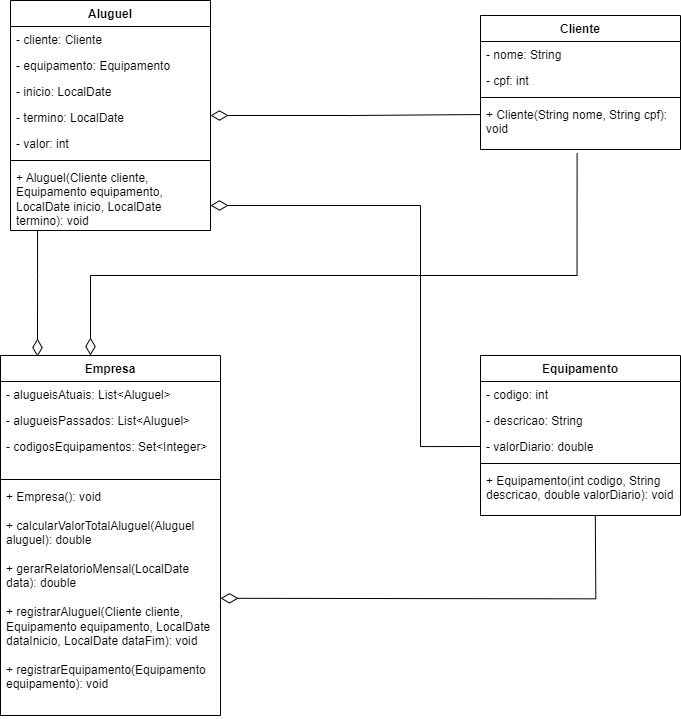 Aluguel
- cliente: Cliente
- equipamento: Equipamento
- inicio: LocalDate
- termino: LocalDate
- valor: int
+ Aluguel(Cliente cliente,
Equipamento equipamento,
LocalDate inicio, LocalDate
termino): void
Cliente
- nome: String
- cpf: int
+ Cliente(String nome, String cpf):
void
Empresa
- alugueisAtuais: List<Aluguel>
- alugueisPassados: List<Aluguel>
- codigosEquipamentos: Set<Integer>
+ Empresa(): void
+ calcularValorTotalAluguel(Aluguel
aluguel): double
+ gerarRelatorioMensal(LocalDate
data): double
+ registrarAluguel(Cliente cliente,
Equipamento equipamento, LocalDate
dataInicio, LocalDate dataFim): void
+ registrarEquipamento(Equipamento
equipamento): void
Equipamento
- codigo: int
- descricao: String
- valorDiario: double
+ Equipamento(int codigo, String
descricao, double valorDiario): void